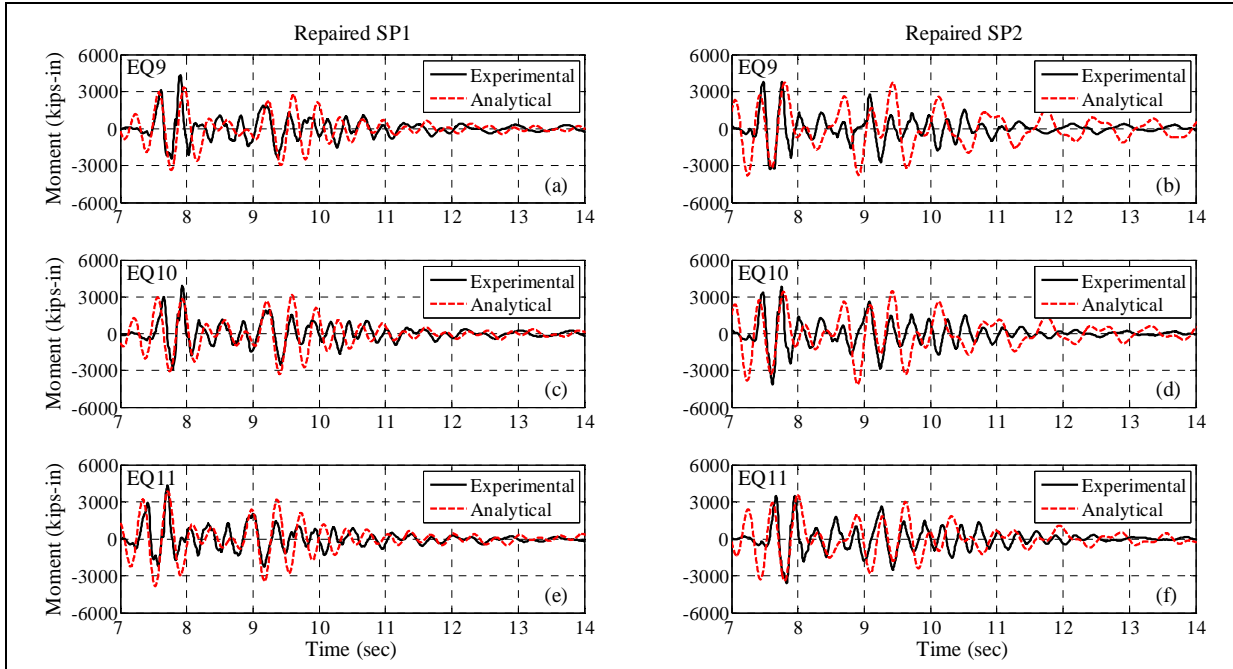 Repaired SP1
Repaired SP2
Moment (kips-in)
6000
3000
0
-3000
-6000
EQ9
Experimental
Analytical
(a)
7 8 9 10 11 12 13 14
6000
3000
0
-3000
-6000
EQ9
Experimental
Analytical
(b)
7 8 9 10 11 12 13 14
Moment (kips-in)
6000
3000
0
-3000
-6000
EQ10
Experimental
Analytical
(c)
7 8 9 10 11 12 13 14
6000
3000
0
-3000
-6000
EQ10
Experimental
Analytical
(d)
7 8 9 10 11 12 13 14
Moment (kips-in)
6000
3000
0
-3000
-6000
EQ11
Experimental
Analytical
(e)
7 8 9 10 11 12 13 14
Time (sec)
6000
3000
0
-3000
-6000
EQ11
Experimental
Analytical
(f)
7 8 9 10 11 12 13 14
Time (sec)